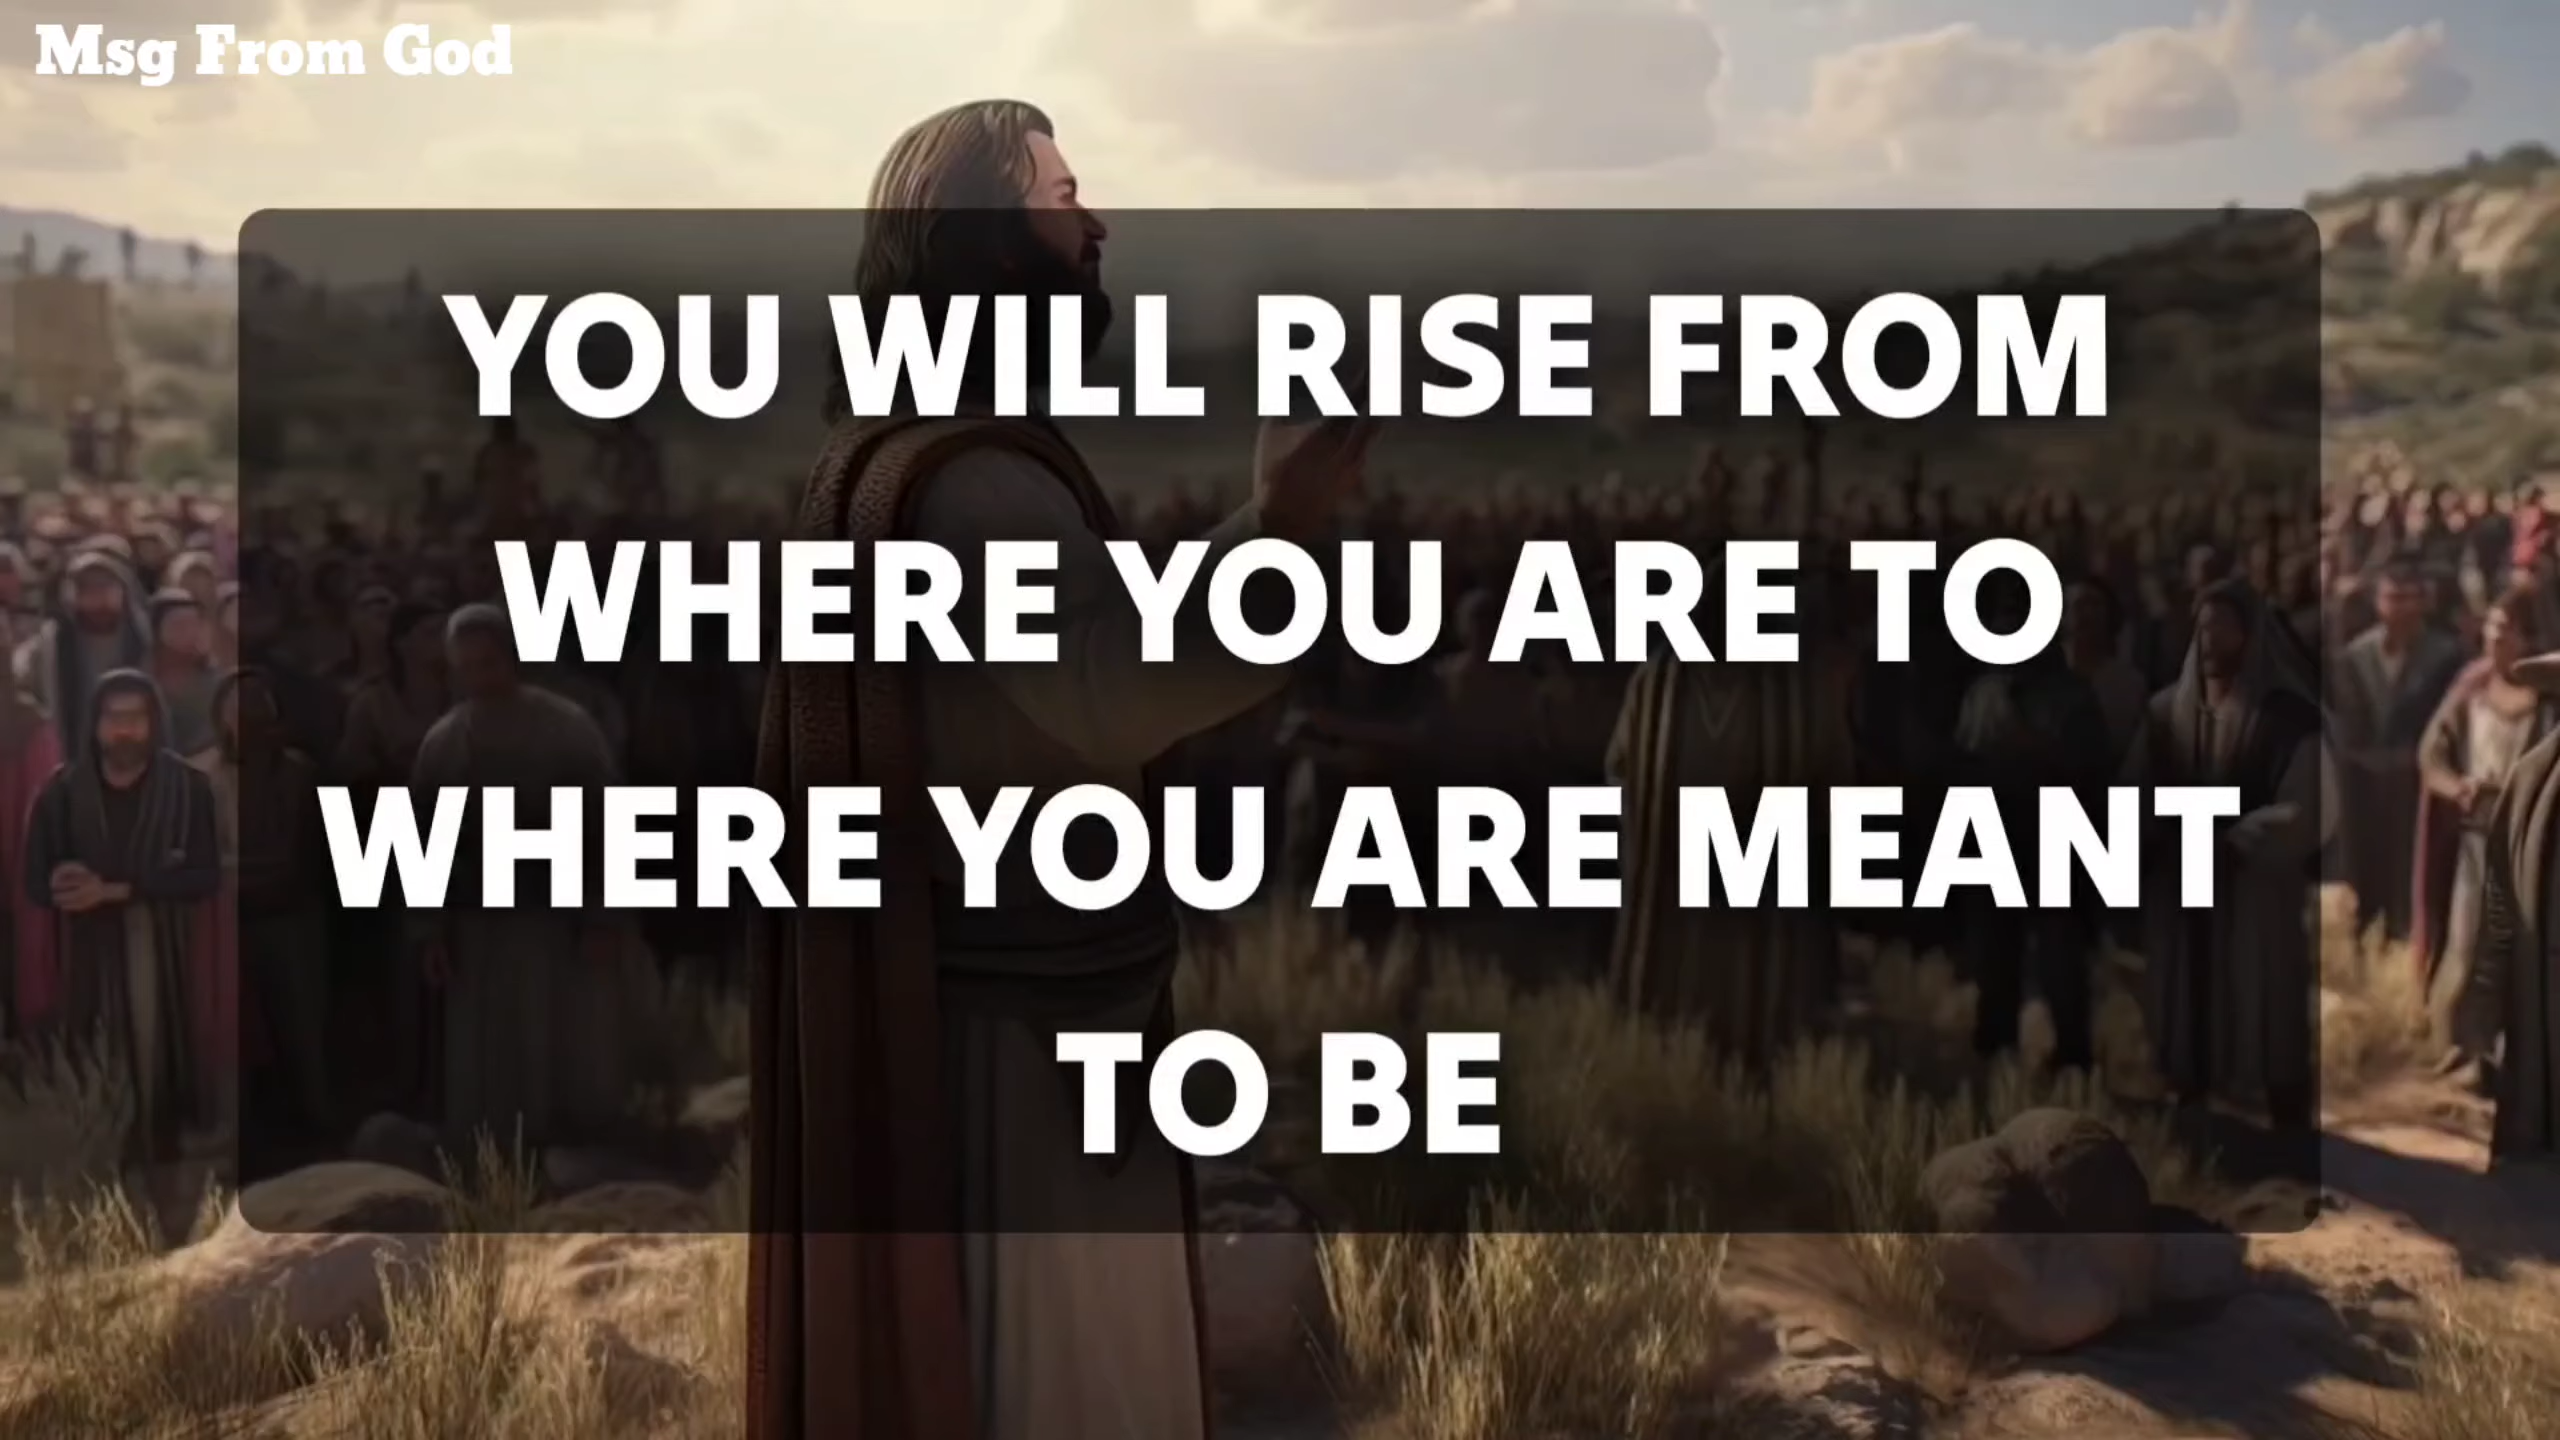 Msg From God
YOU WILL RISE FROM
WHERE YOU ARE TO
WHERE YOU ARE MEANT
TO BE